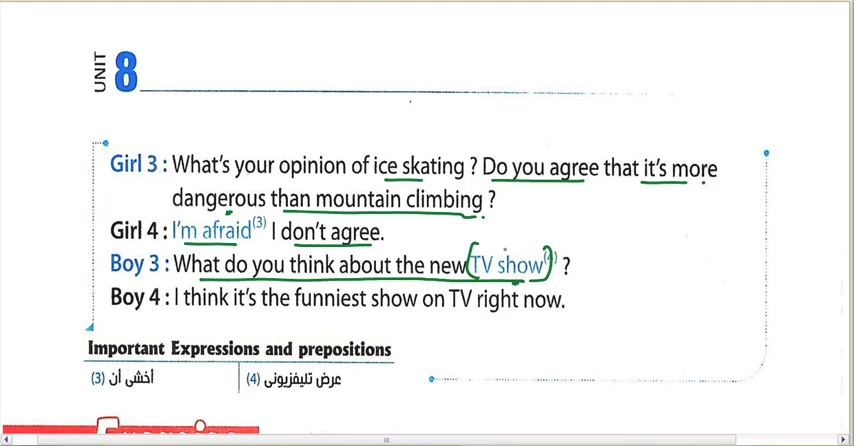 UNIT 8
Girl 3 : What's your opinion of ice skating ? Do you agree that it's more
dangerous than mountain climbing ?
Girl 4 : I'm afraid(3) I don't agree.
Boy 3 : What do you think about the new TV show(4) ?
Boy 4 : I think it's the funniest show on TV right now.
Important Expressions and prepositions
(3) أخشى أن
(4) عرض تليفزيونى